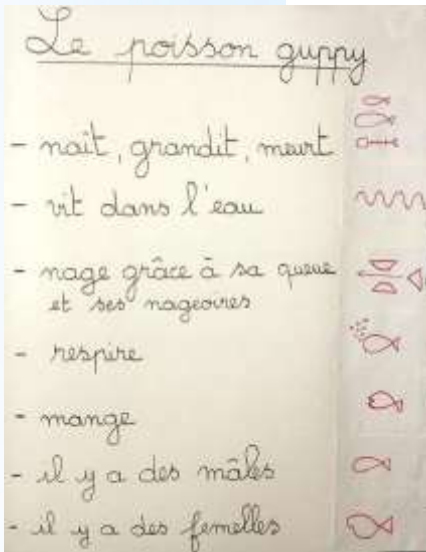 Le poisson guppy
- naît, grandit, meurt
- vit dans l'eau
- nage grâce à sa queue
et ses nageoires
- respire
- mange
- il y a des mâles
- il y a des femelles